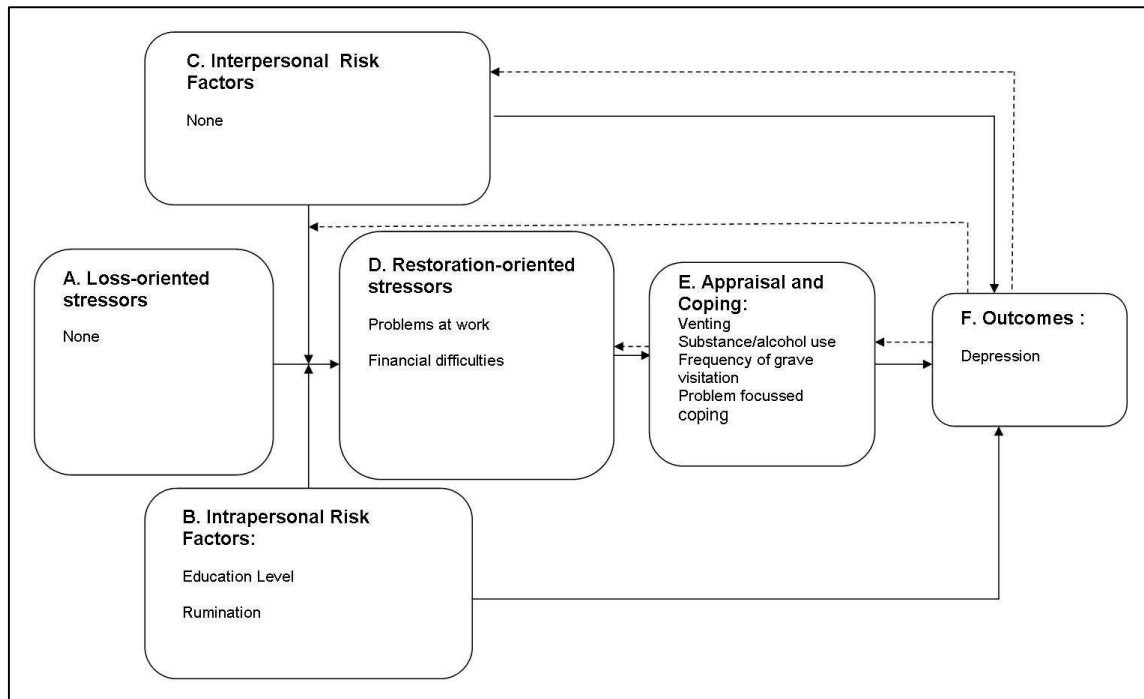 C. Interpersonal Risk
Factors
None
A. Loss-oriented
stressors
None
D. Restoration-oriented
stressors
Problems at work
Financial difficulties
E. Appraisal and
Coping:
Venting
Substance/alcohol use
Frequency of grave
visitation
Problem focussed
coping
F. Outcomes :
Depression
B. Intrapersonal Risk
Factors:
Education Level
Rumination